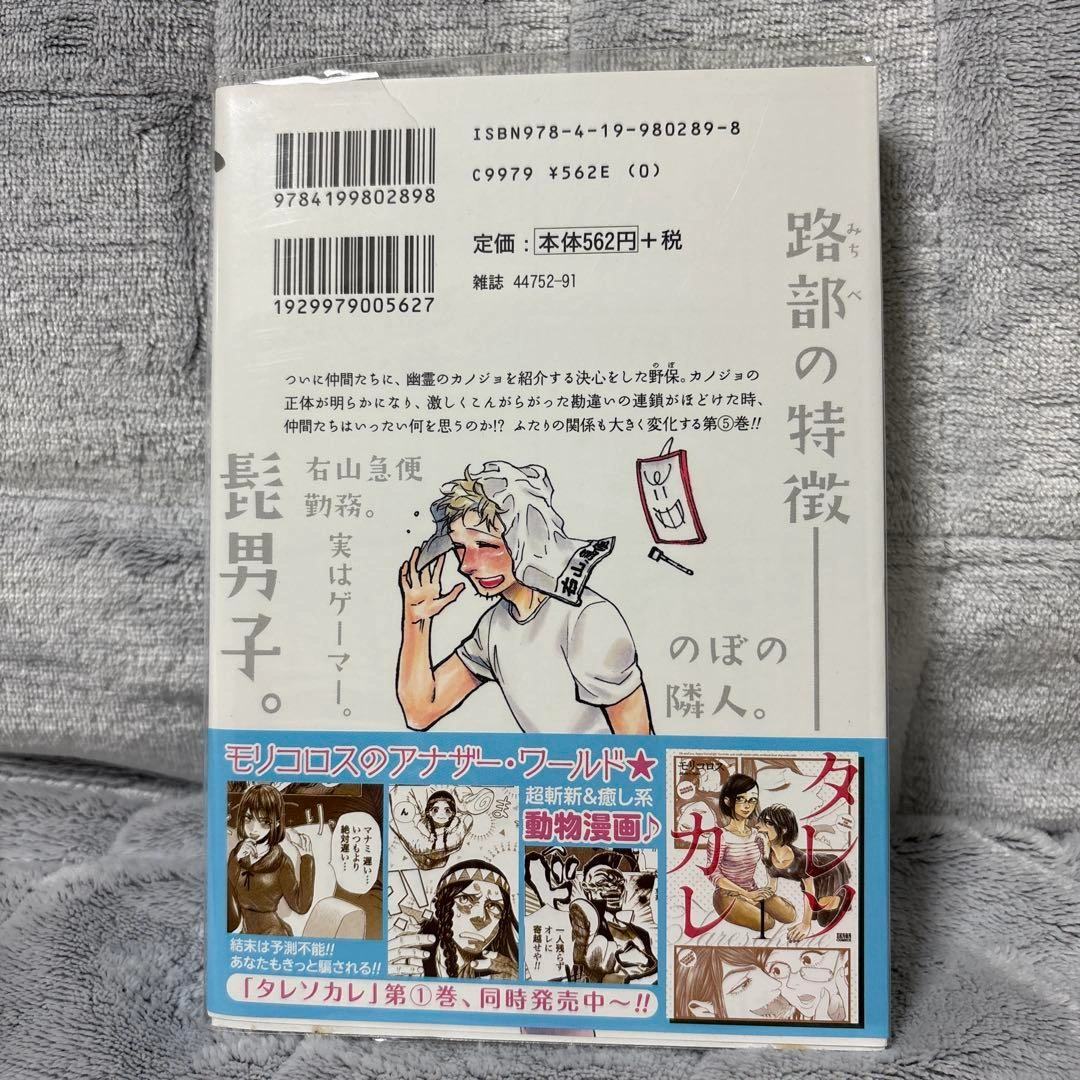 ISBN978-4-19-980289-8
C9979 ¥562E (0)
9784199802898
定価：本体562円＋税
雑誌 44752-91
1929979005627
路部の特徴
みちべ
ついに仲間たちに、幽霊のカノジョを紹介する決心をした野保。カノジョの
のぼ
正体が明らかになり、激しくこんがらがった勘違いの連鎖がほどけた時、
仲間たちはいったい何を思うのか!? ふたりの関係も大きく変化する第⑤巻!!
右山急便
勤務。
髭男子。
実はゲーマー。
右山急便
のぼの
隣人。
モリコロスのアナザー・ワールド★
超斬新&癒し系
動物漫画♪
マナミ 遅い…
いつもより
絶対遅い…
ん
一人残らず
オレに
寄越せや!!
結末は予測不能!!
あなたもきっと騙される!!
「タレソカレ」第①巻、同時発売中〜!!
モリコロス
タレソ
カレ
1